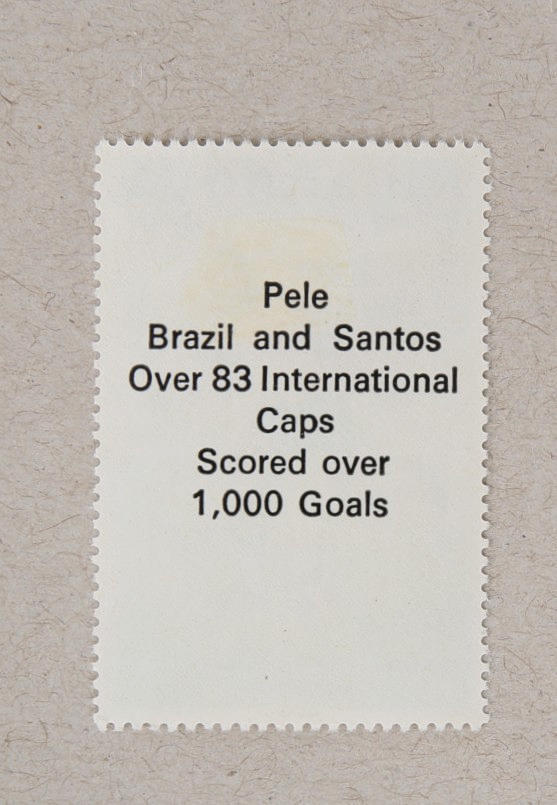 Pele
Brazil and Santos
Over 83 International
Caps
Scored over
1,000 Goals